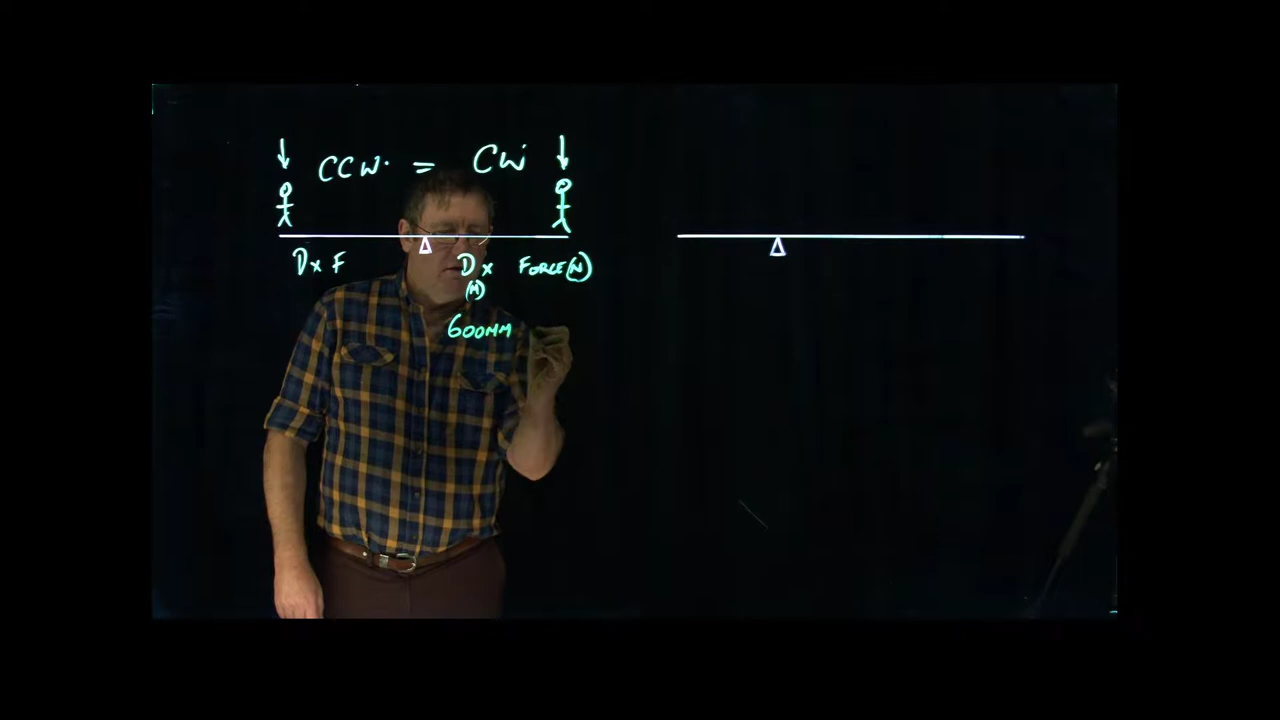 CCW. = CW
D x F D x FORCE (N)
(M)
600MM